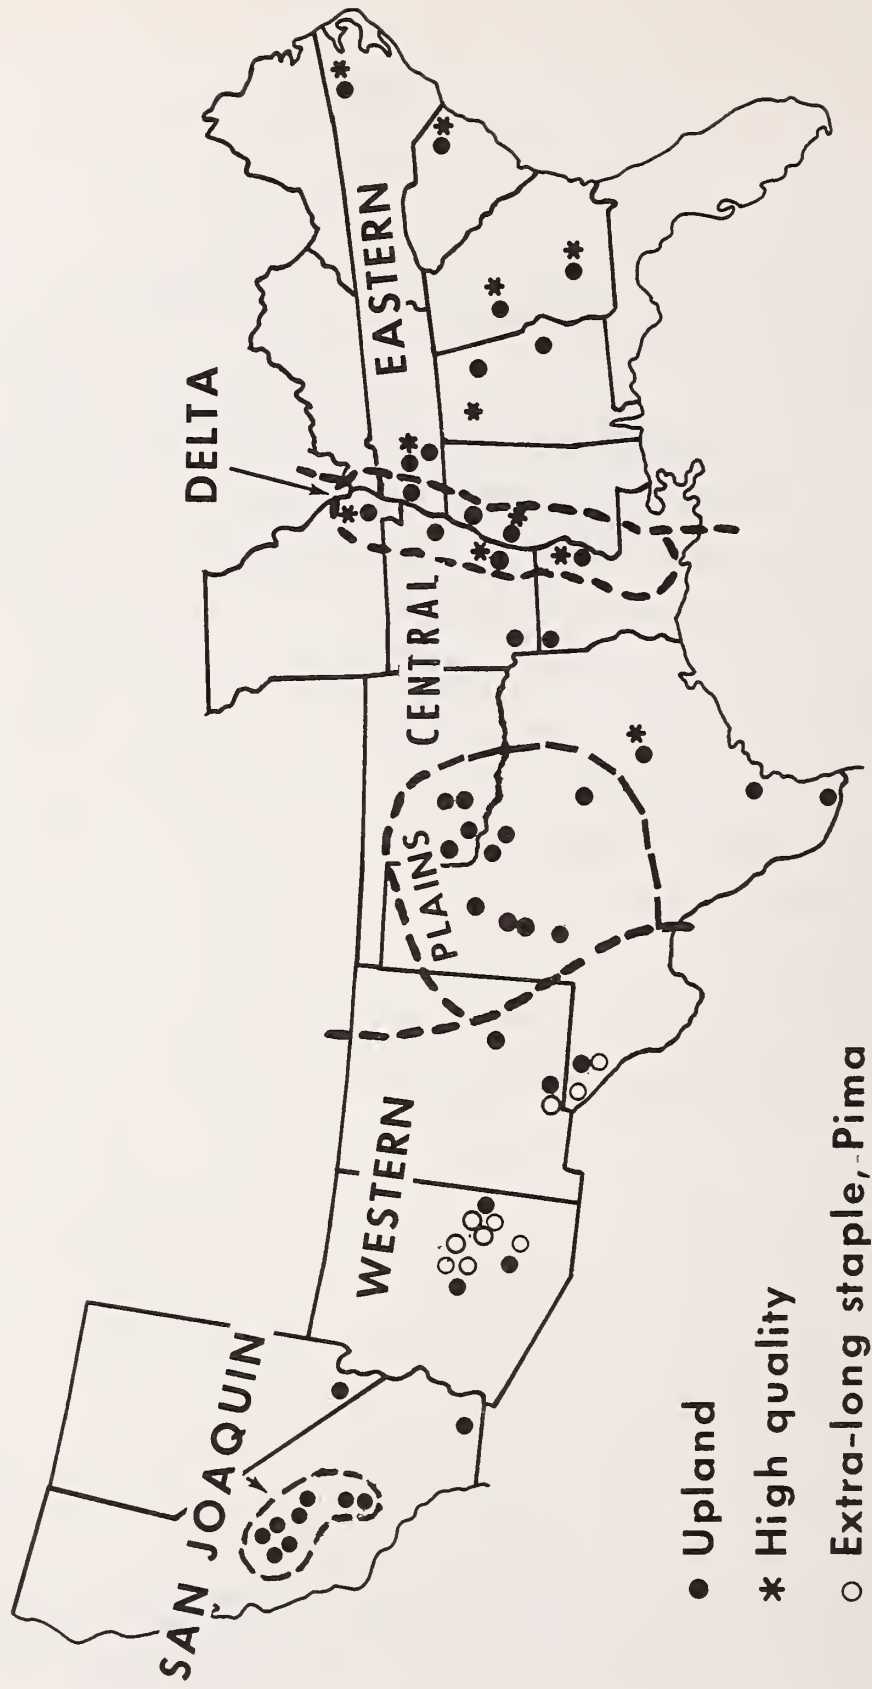 SAN JOAQUIN
WESTERN
PLAINS
CENTRAL
DELTA
EASTERN
● Upland
* High quality
○ Extra-long staple, Pima